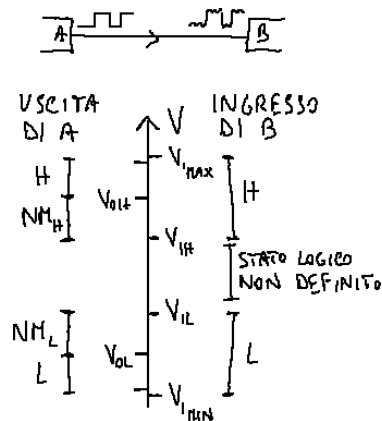 A
B
USCITA
DI A
V
INGRESSO
DI B
H
V_IMAX
H
V_OH
NM_H
V_IH
STATO LOGICO
NON DEFINITO
V_IL
NM_L
L
V_OL
L
V_IMIN